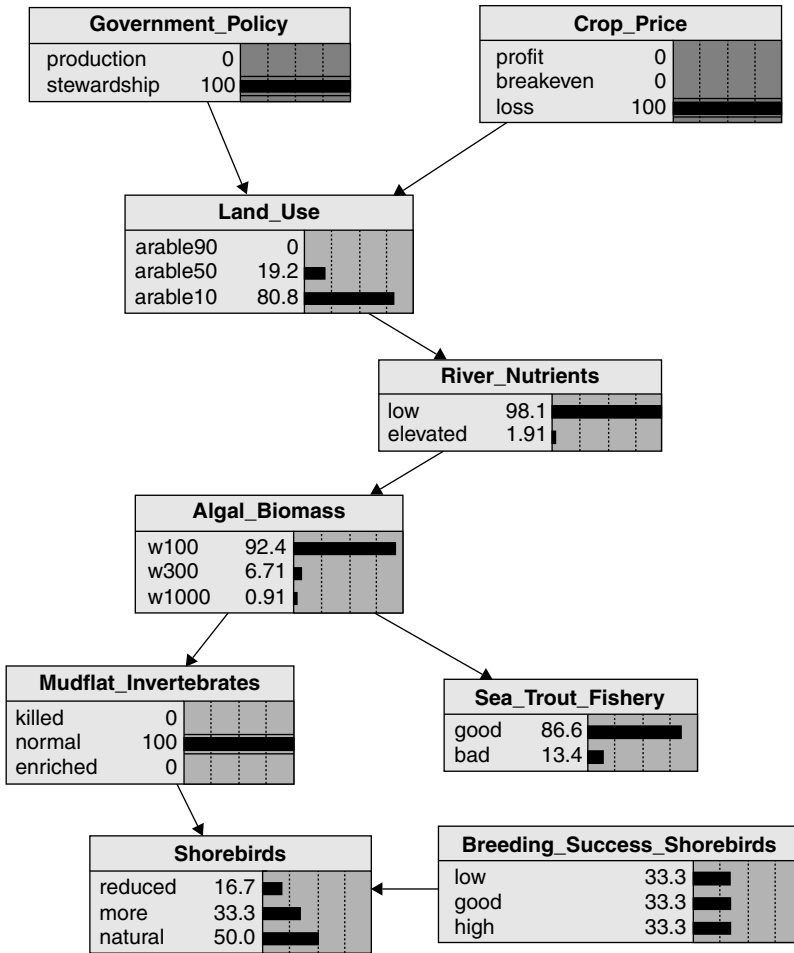 Government_Policy
production 0
stewardship 100
Crop_Price
profit 0
breakeven 0
loss 100
Land_Use
arable90 0
arable50 19.2
arable10 80.8
River_Nutrients
low 98.1
elevated 1.91
Algal_Biomass
w100 92.4
w300 6.71
w1000 0.91
Mudflat_Invertebrates
killed 0
normal 100
enriched 0
Sea_Trout_Fishery
good 86.6
bad 13.4
Shorebirds
reduced 16.7
more 33.3
natural 50.0
Breeding_Success_Shorebirds
low 33.3
good 33.3
high 33.3